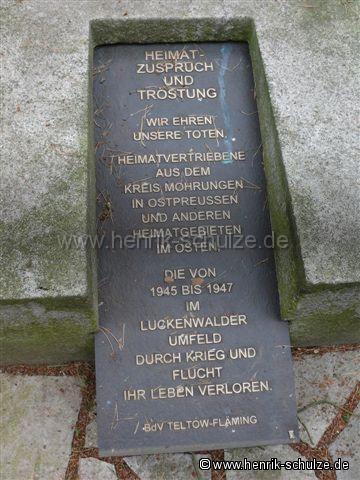 HEIMAT-
ZUSPRUCH
UND
TRÖSTUNG
WIR EHREN
UNSERE TOTEN.
HEIMATVERTRIEBENE
AUS DEM
KREIS MOHRUNGEN
IN OSTPREUSSEN
UND ANDEREN
HEIMATGEBIETEN
www.henrik-schulze.de
IM OSTEN,
DIE VON
1945 BIS 1947
IM
LUCKENWALDER
UMFELD
DURCH KRIEG UND
FLUCHT
IHR LEBEN VERLOREN.
BdV TELTOW-FLÄMING
© www.henrik-schulze.de